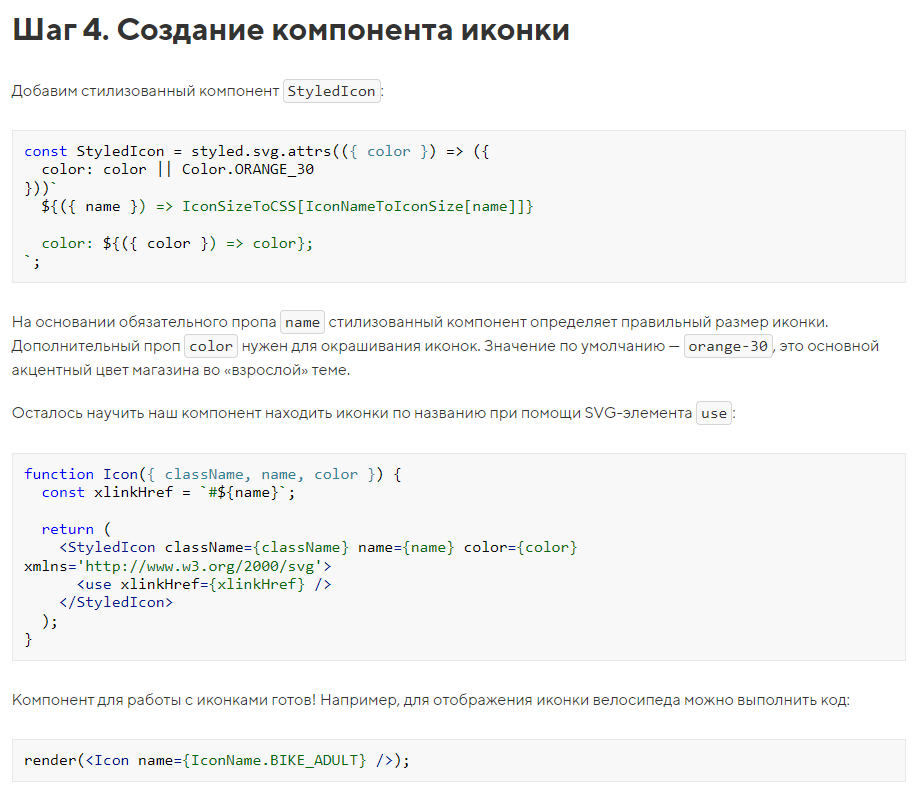 Шаг 4. Создание компонента иконки
Добавим стилизованный компонент StyledIcon:
const StyledIcon = styled.svg.attrs(({ color }) => ({
  color: color || Color.ORANGE_30
}))`
  ${({ name }) => IconSizeToCSS[IconNameToIconSize[name]]}
  color: ${({ color }) => color};
`;
На основании обязательного пропа name стилизованный компонент определяет правильный размер иконки.
Дополнительный проп color нужен для окрашивания иконок. Значение по умолчанию — orange-30, это основной
акцентный цвет магазина во «взрослой» теме.
Осталось научить наш компонент находить иконки по названию при помощи SVG-элемента use:
function Icon({ className, name, color }) {
  const xlinkHref = `#${name}`;
  return (
    <StyledIcon className={className} name={name} color={color}
xmlns='http://www.w3.org/2000/svg'>
      <use xlinkHref={xlinkHref} />
    </StyledIcon>
  );
}
Компонент для работы с иконками готов! Например, для отображения иконки велосипеда можно выполнить код:
render(<Icon name={IconName.BIKE_ADULT} />);